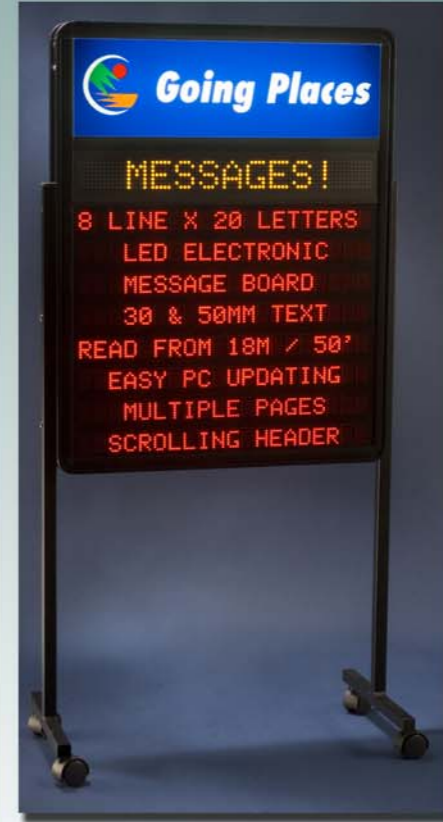 Going Places
MESSAGES!
8 LINE X 20 LETTERS
LED ELECTRONIC
MESSAGE BOARD
30 & 50MM TEXT
READ FROM 18M / 50'
EASY PC UPDATING
MULTIPLE PAGES
SCROLLING HEADER